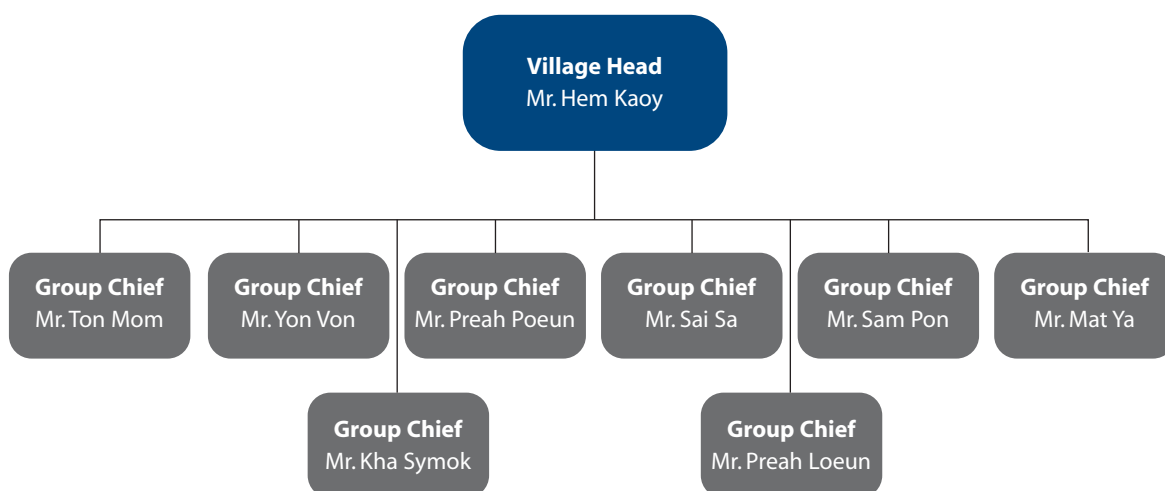 Village Head
Mr. Hem Kaoy
Group Chief
Mr. Ton Mom
Group Chief
Mr. Yon Von
Group Chief
Mr. Preah Poeun
Group Chief
Mr. Sai Sa
Group Chief
Mr. Sam Pon
Group Chief
Mr. Mat Ya
Group Chief
Mr. Kha Symok
Group Chief
Mr. Preah Loeun